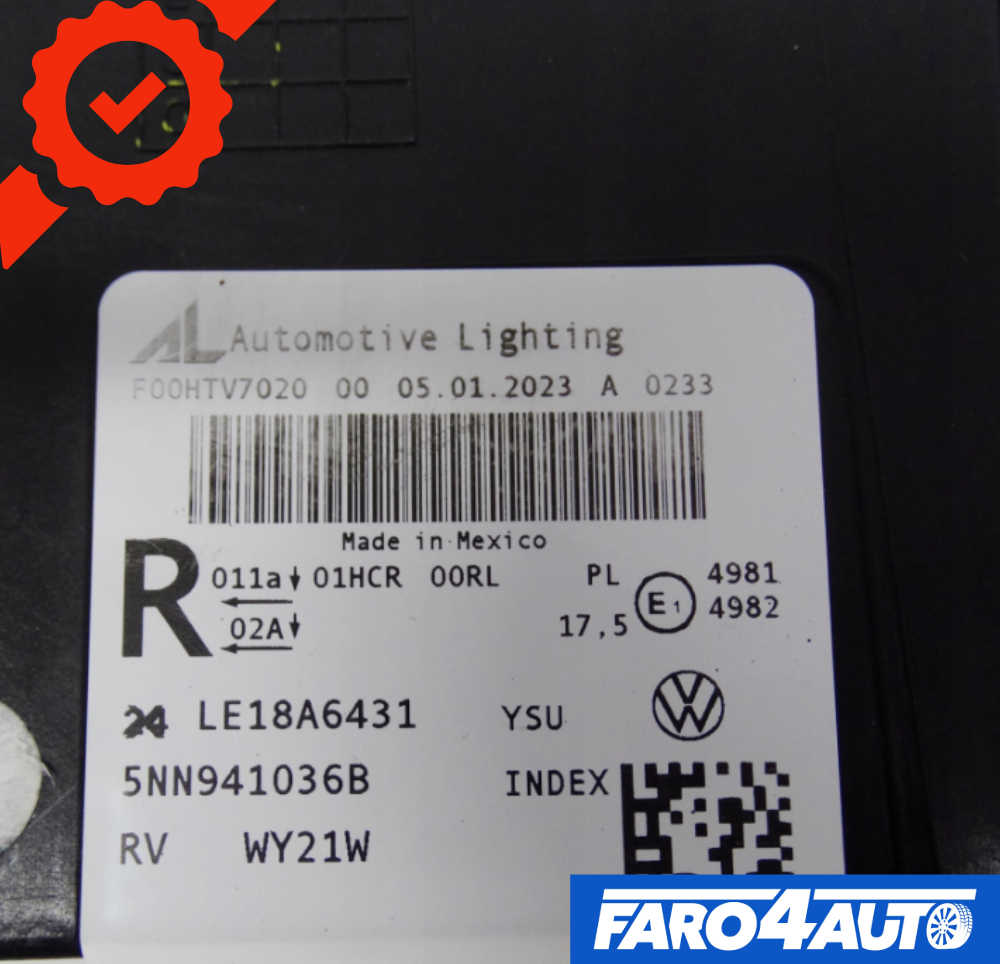 AL Automotive Lighting
F00HTV7020 00 05.01.2023 A 0233
Made in Mexico
R 011a 01HCR 00RL PL E1 4981
02A 17,5 4982
24 LE18A6431 YSU VW
5NN941036B INDEX
RV WY21W
FARO4AUTO